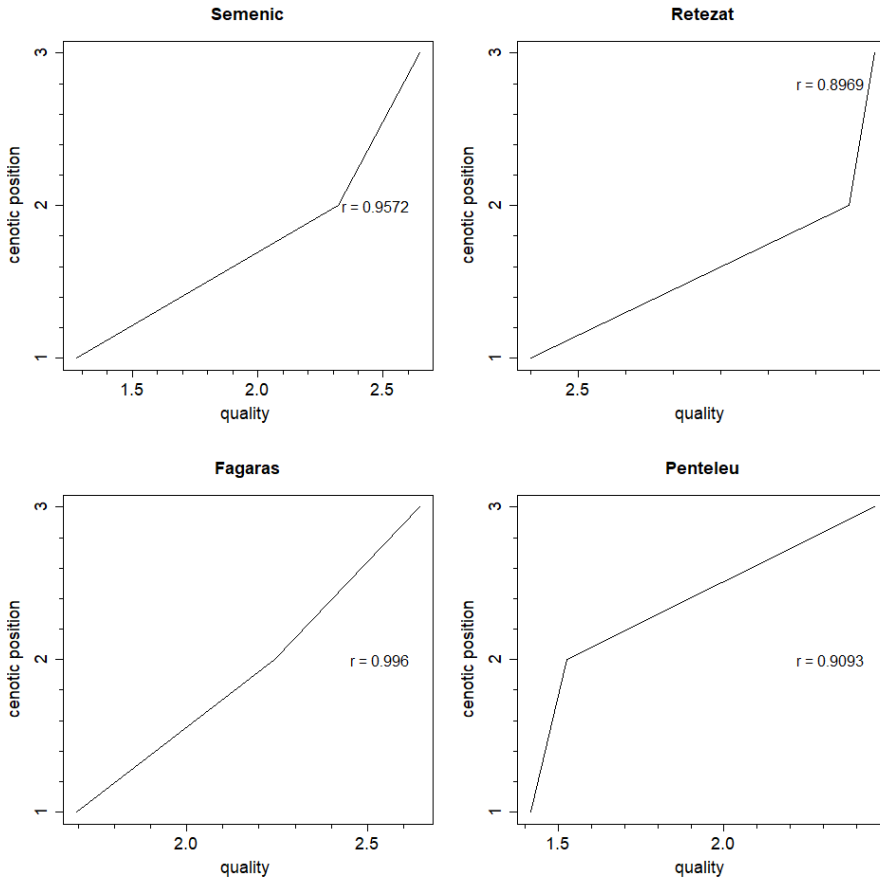 Semenic
cenotic position
3
2
1
r = 0.9572
1.5 2.0 2.5
quality
Retezat
cenotic position
3
2
1
r = 0.8969
2.5
quality
Fagaras
cenotic position
3
2
1
r = 0.996
2.0 2.5
quality
Penteleu
cenotic position
3
2
1
r = 0.9093
1.5 2.0
quality